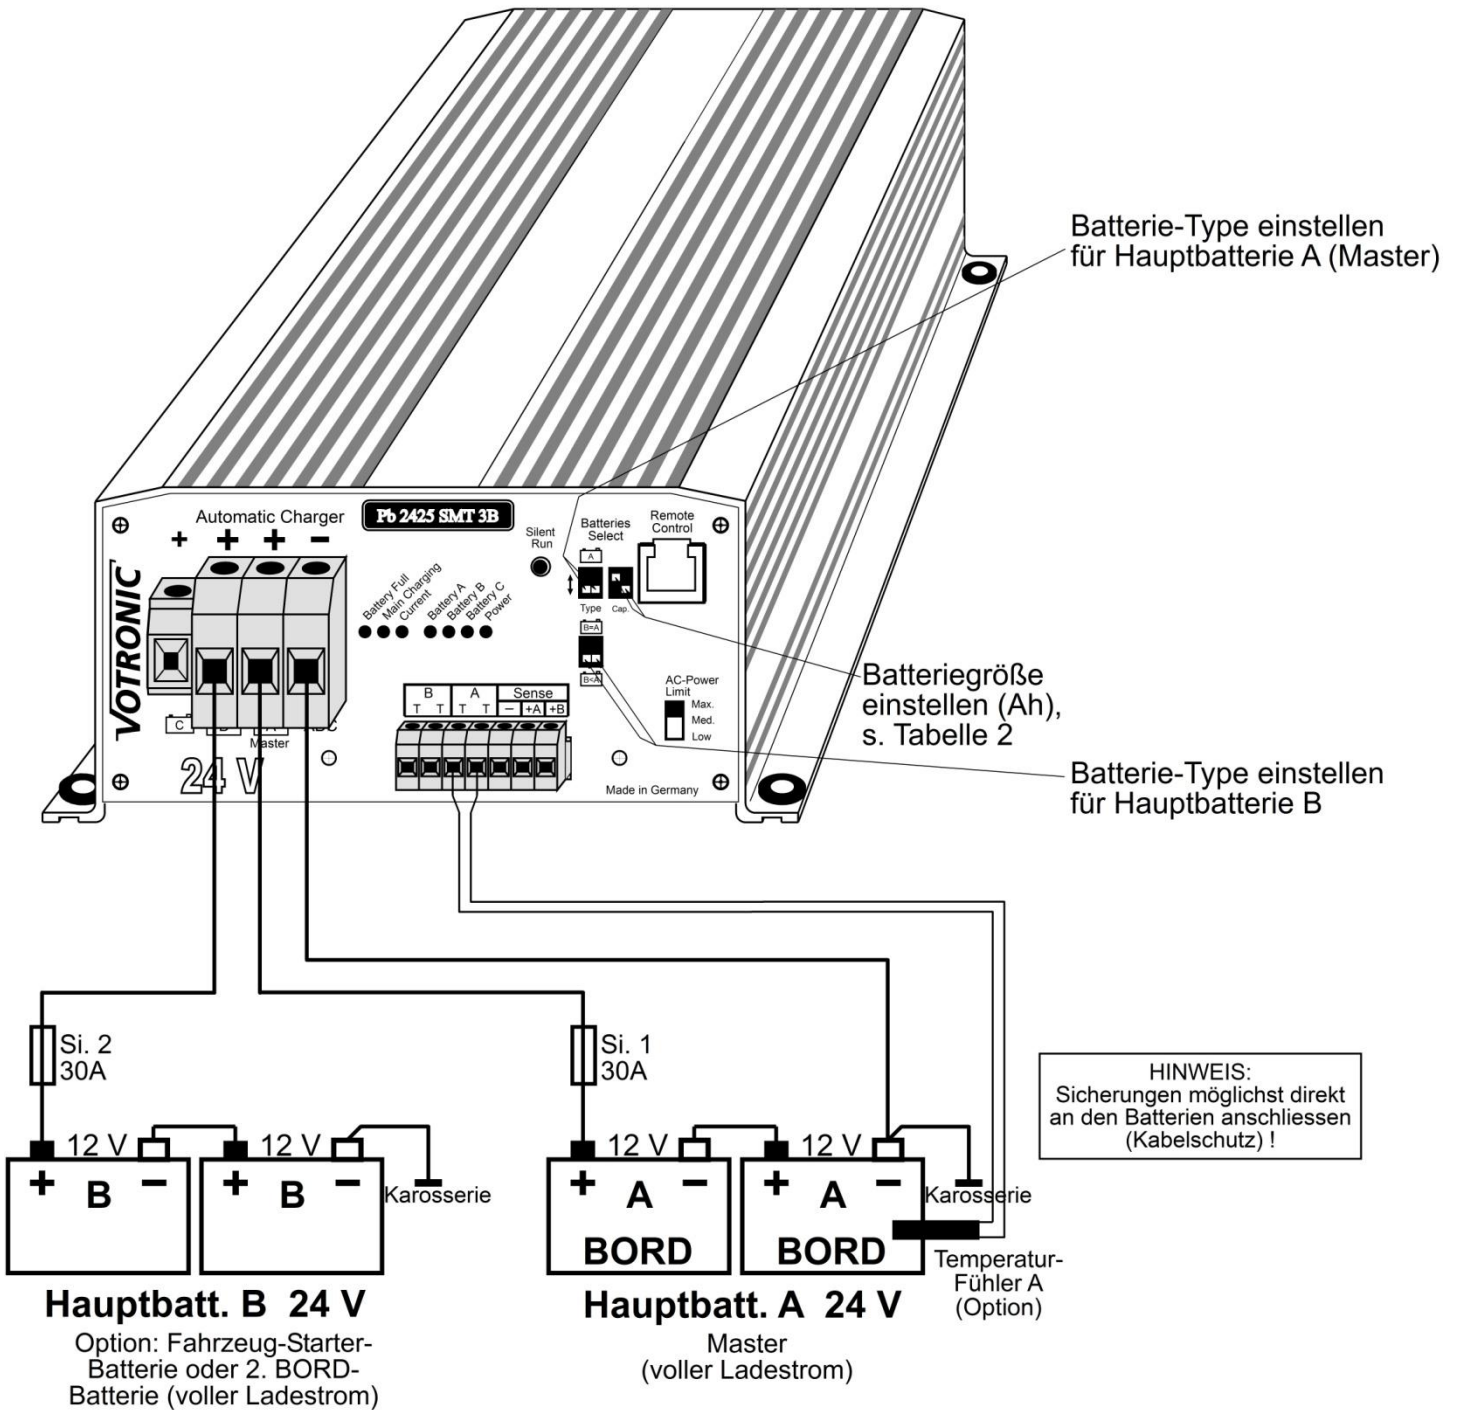 Batterie-Type einstellen
für Hauptbatterie A (Master)
Automatic Charger
Pb 2425 SMT 3B
+ + + −
VOTRONIC
Silent
Run
Batteries
Select
Remote
Control
A
Type
Cap.
B=A
B<A
Battery Full
Main Charging
Current
Battery A
Battery B
Battery C
Power
AC-Power
Limit
Max.
Med.
Low
B A Sense
T T T T − +A +B
C
Master
24 V
Made in Germany
Batteriegröße
einstellen (Ah),
s. Tabelle 2
Batterie-Type einstellen
für Hauptbatterie B
Si. 2
30A
Si. 1
30A
HINWEIS:
Sicherungen möglichst direkt
an den Batterien anschliessen
(Kabelschutz) !
12 V
+ B −
12 V
+ B −
Karosserie
12 V
+ A −
BORD
12 V
+ A −
BORD
Karosserie
Temperatur-
Fühler A
(Option)
Hauptbatt. B 24 V
Option: Fahrzeug-Starter-
Batterie oder 2. BORD-
Batterie (voller Ladestrom)
Hauptbatt. A 24 V
Master
(voller Ladestrom)